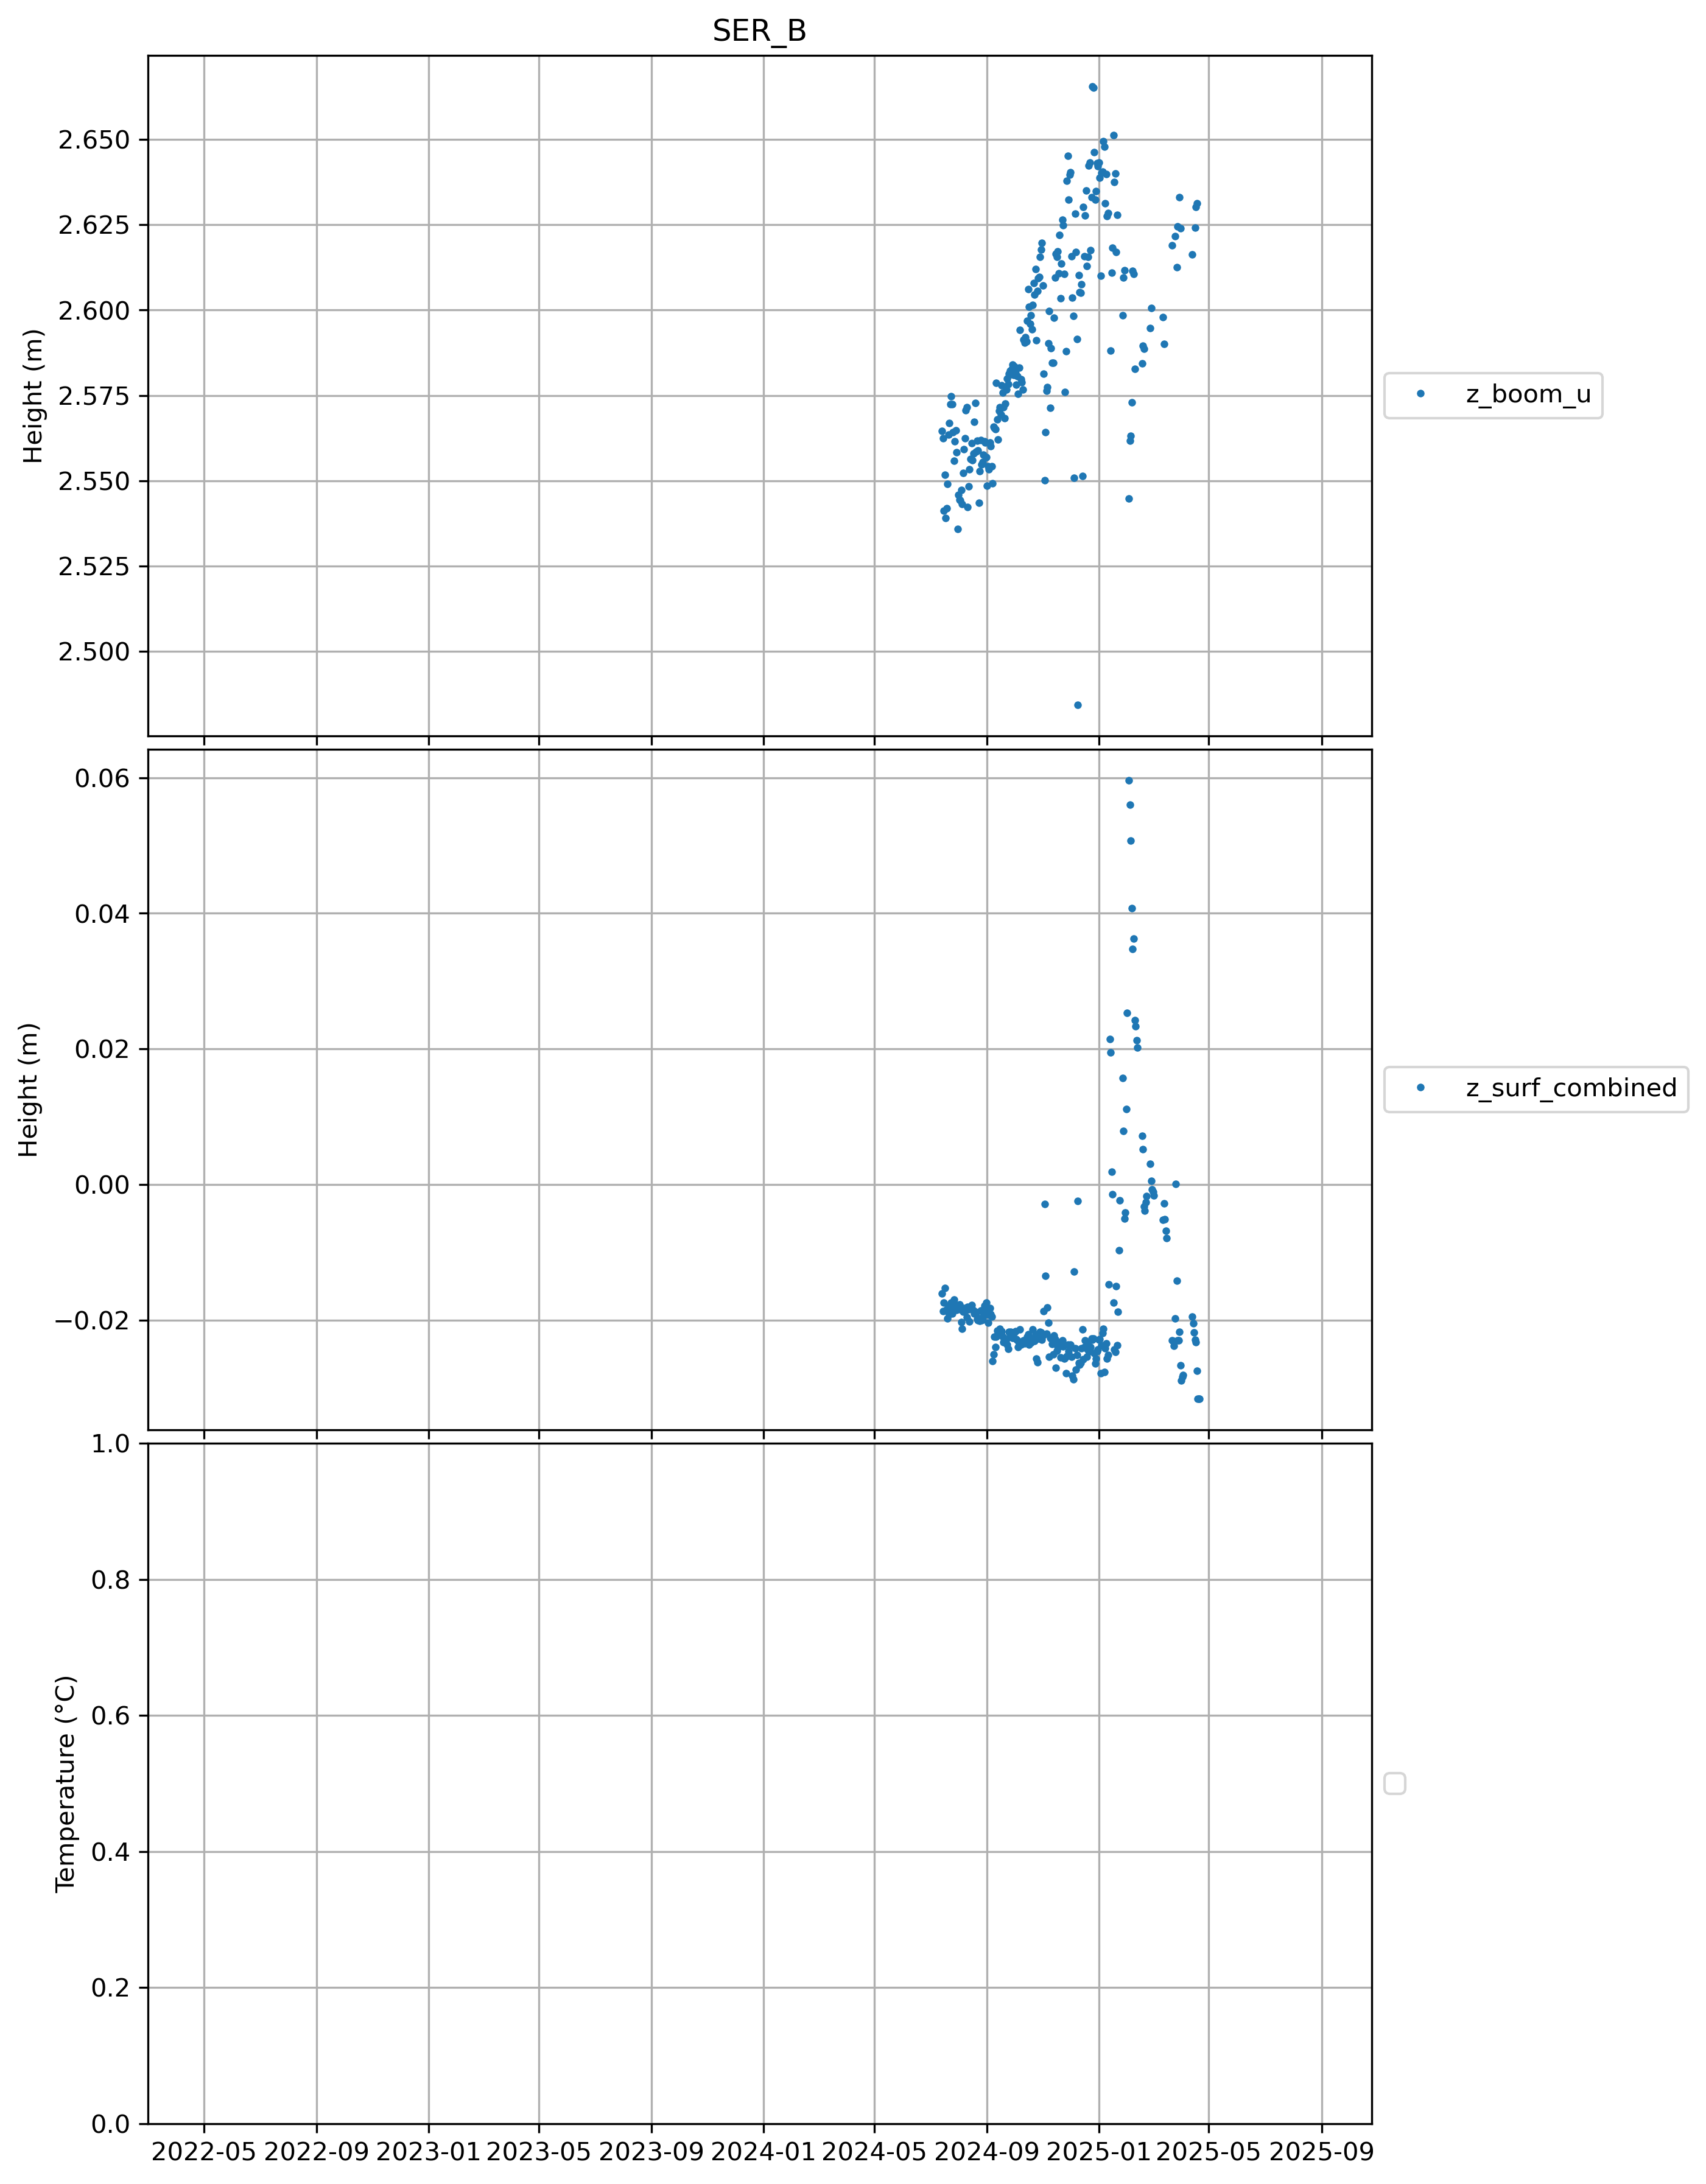 SER_B
2.650
2.625
2.600
2.575
2.550
2.525
2.500
Height (m)
z_boom_u
0.06
0.04
0.02
0.00
−0.02
Height (m)
z_surf_combined
1.0
0.8
0.6
0.4
0.2
0.0
Temperature (°C)
2022-05 2022-09 2023-01 2023-05 2023-09 2024-01 2024-05 2024-09 2025-01 2025-05 2025-09